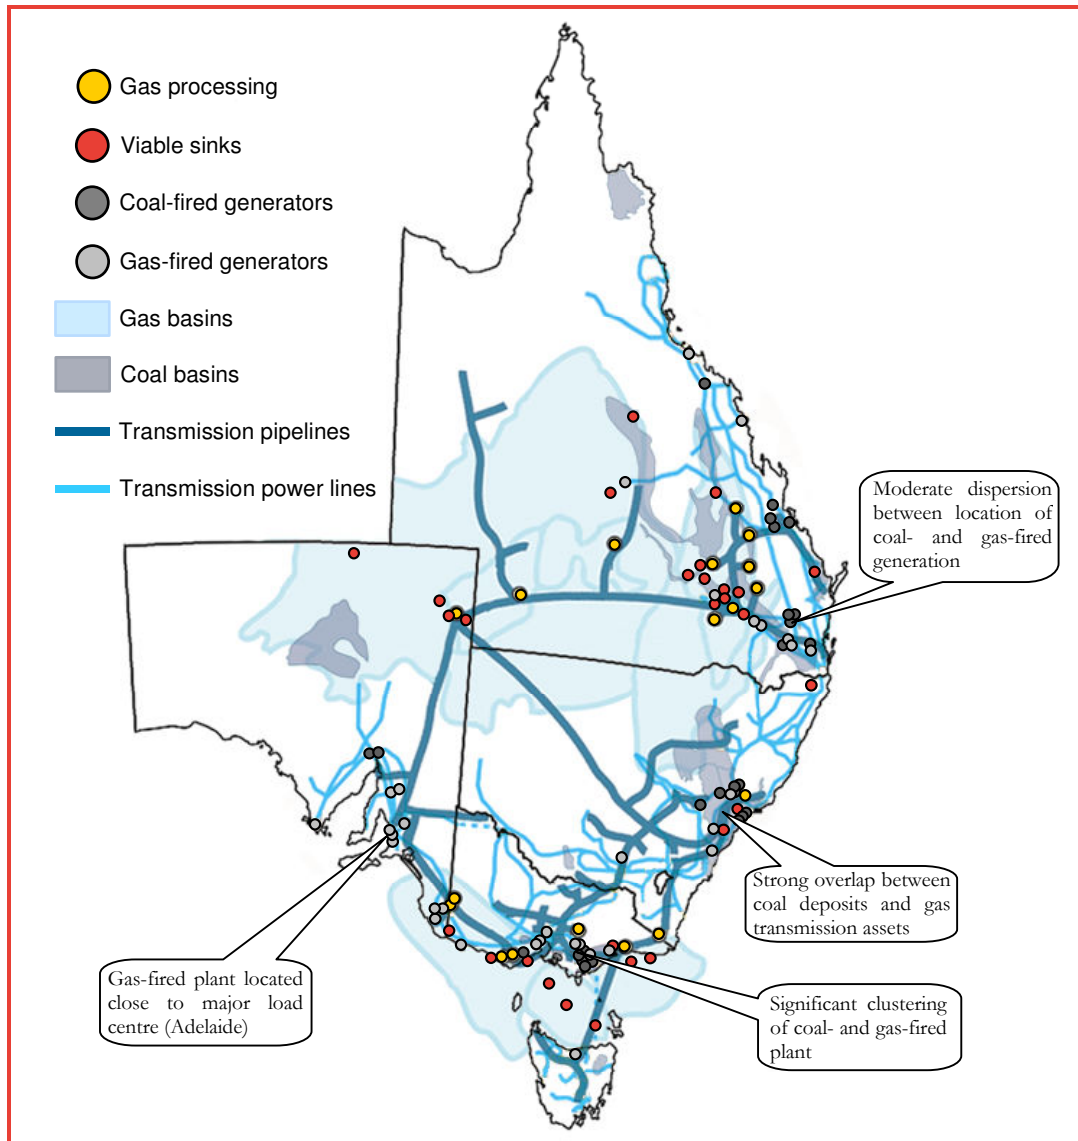 Gas processing
Viable sinks
Coal-fired generators
Gas-fired generators
Gas basins
Coal basins
Transmission pipelines
Transmission power lines
Moderate dispersion
between location of
coal- and gas-fired
generation
Strong overlap between
coal deposits and gas
transmission assets
Gas-fired plant located
close to major load
centre (Adelaide)
Significant clustering
of coal- and gas-fired
plant